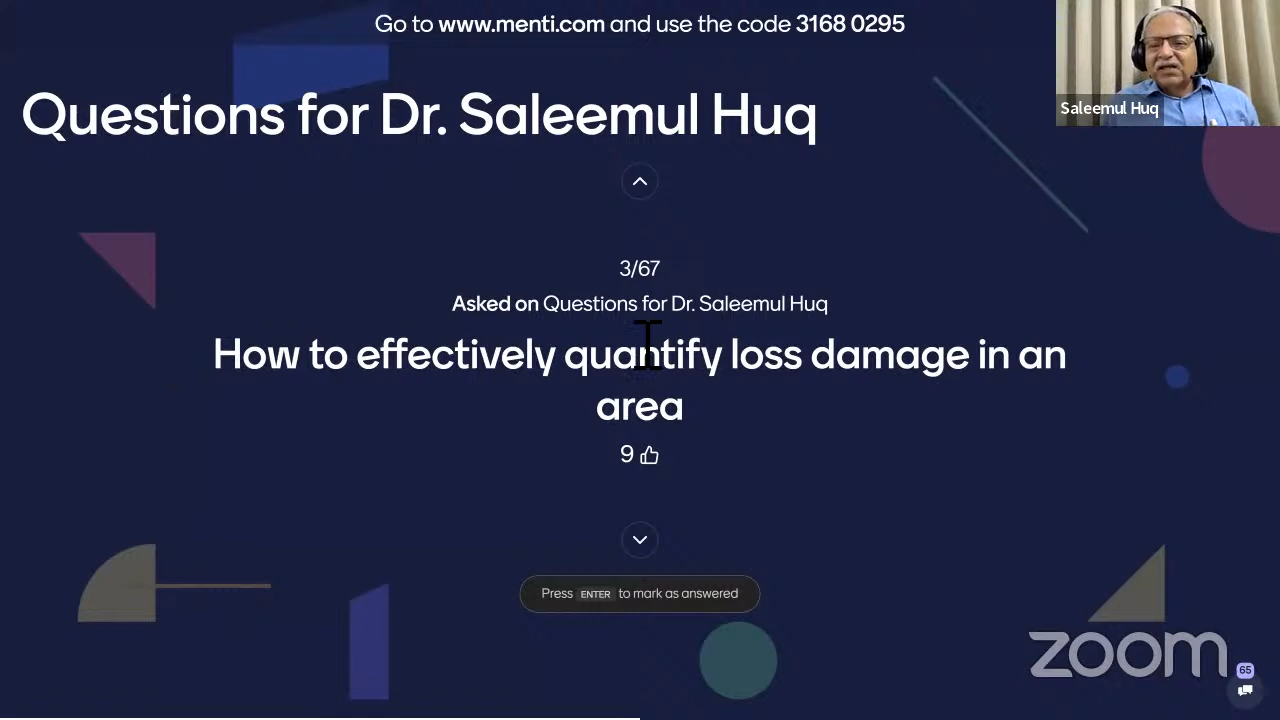 Go to www.menti.com and use the code 3168 0295
Questions for Dr. Saleemul Huq
Saleemul Huq
3/67
Asked on Questions for Dr. Saleemul Huq
How to effectively quantify loss damage in an
area
9
Press ENTER to mark as answered
zoom
65